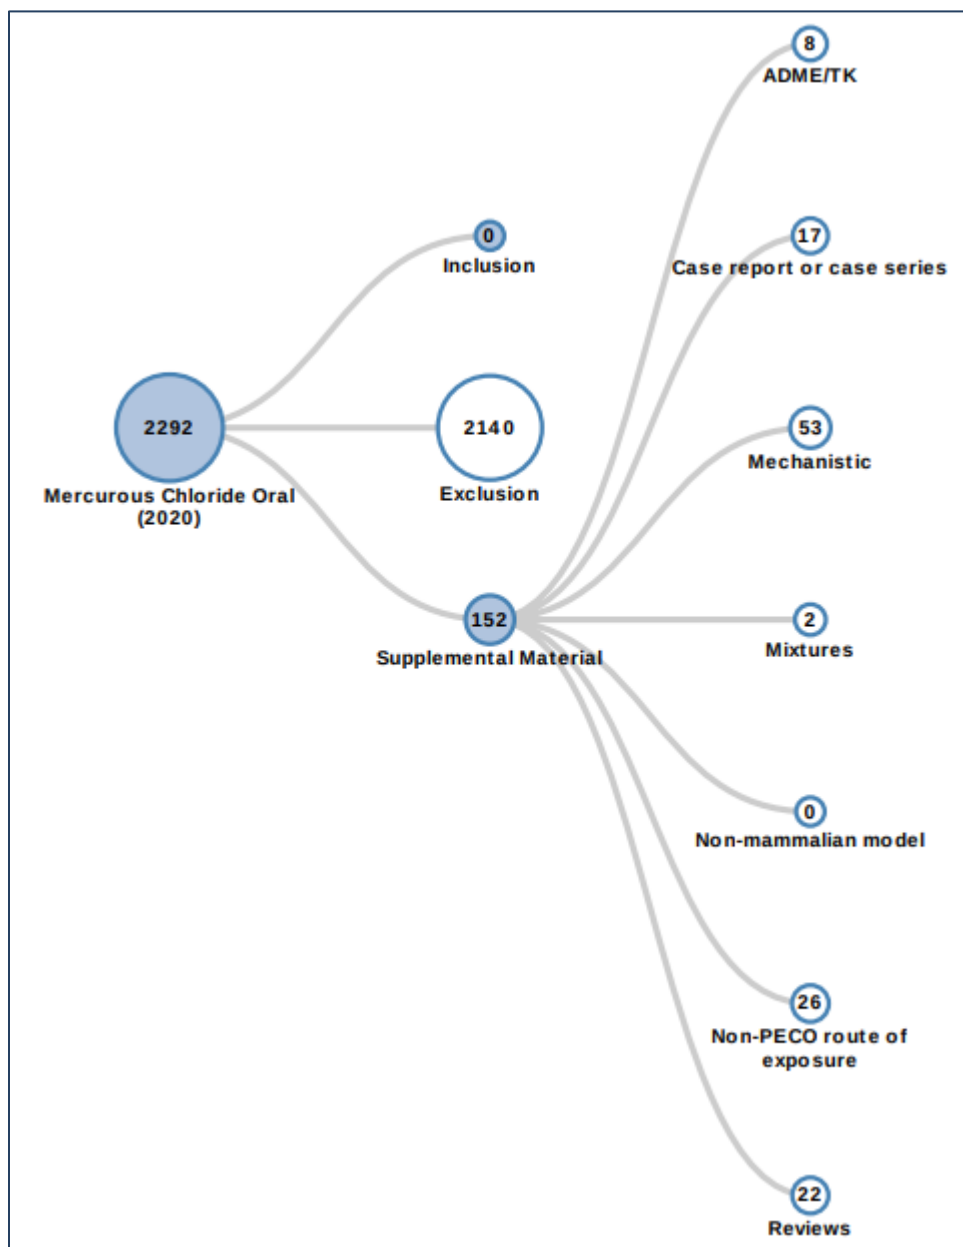 8
ADME/TK
0
Inclusion
17
Case report or case series
2292
Mercurous Chloride Oral
(2020)
2140
Exclusion
53
Mechanistic
152
Supplemental Material
2
Mixtures
0
Non-mammalian model
26
Non-PECO route of
exposure
22
Reviews